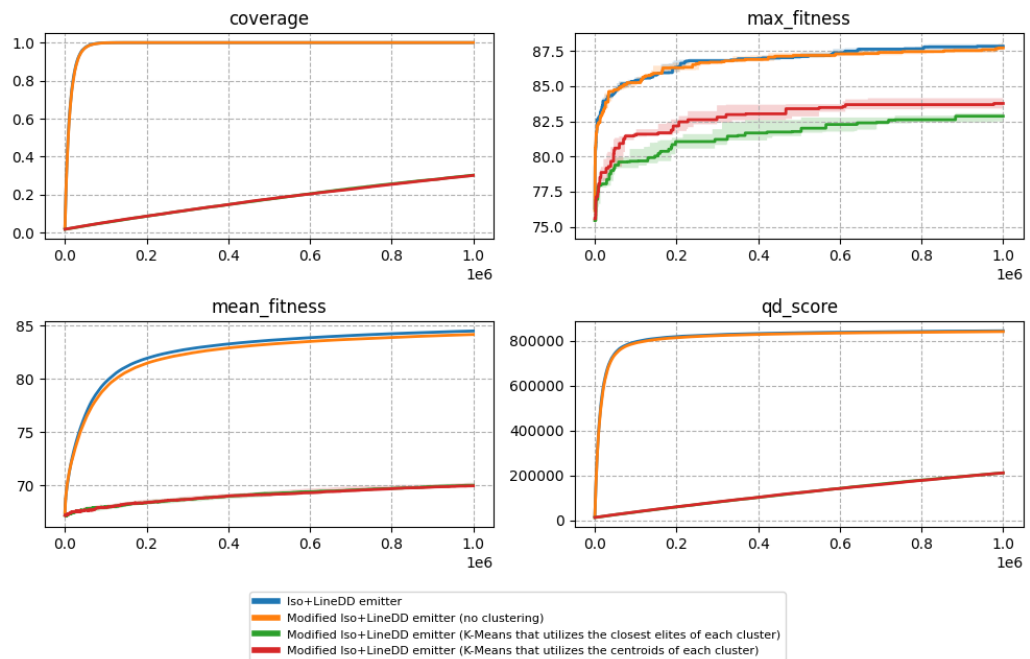 coverage
max_fitness
1.0
0.8
0.6
0.4
0.2
0.0
0.0 0.2 0.4 0.6 0.8 1.0
1e6
87.5
85.0
82.5
80.0
77.5
75.0
0.0 0.2 0.4 0.6 0.8 1.0
1e6
mean_fitness
qd_score
85
80
75
70
0.0 0.2 0.4 0.6 0.8 1.0
1e6
800000
600000
400000
200000
0
0.0 0.2 0.4 0.6 0.8 1.0
1e6
Iso+LineDD emitter
Modified Iso+LineDD emitter (no clustering)
Modified Iso+LineDD emitter (K-Means that utilizes the closest elites of each cluster)
Modified Iso+LineDD emitter (K-Means that utilizes the centroids of each cluster)